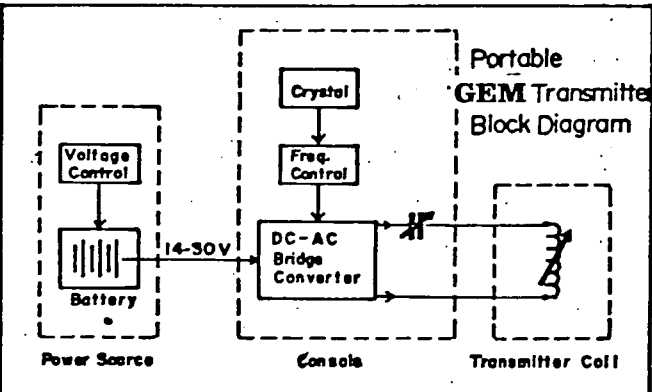 Portable
GEM Transmitter
Block Diagram
Crystal
Voltage
Control
Freq.
Control
14-30V
DC-AC
Bridge
Converter
Battery
Power Source
Console
Transmitter Coil